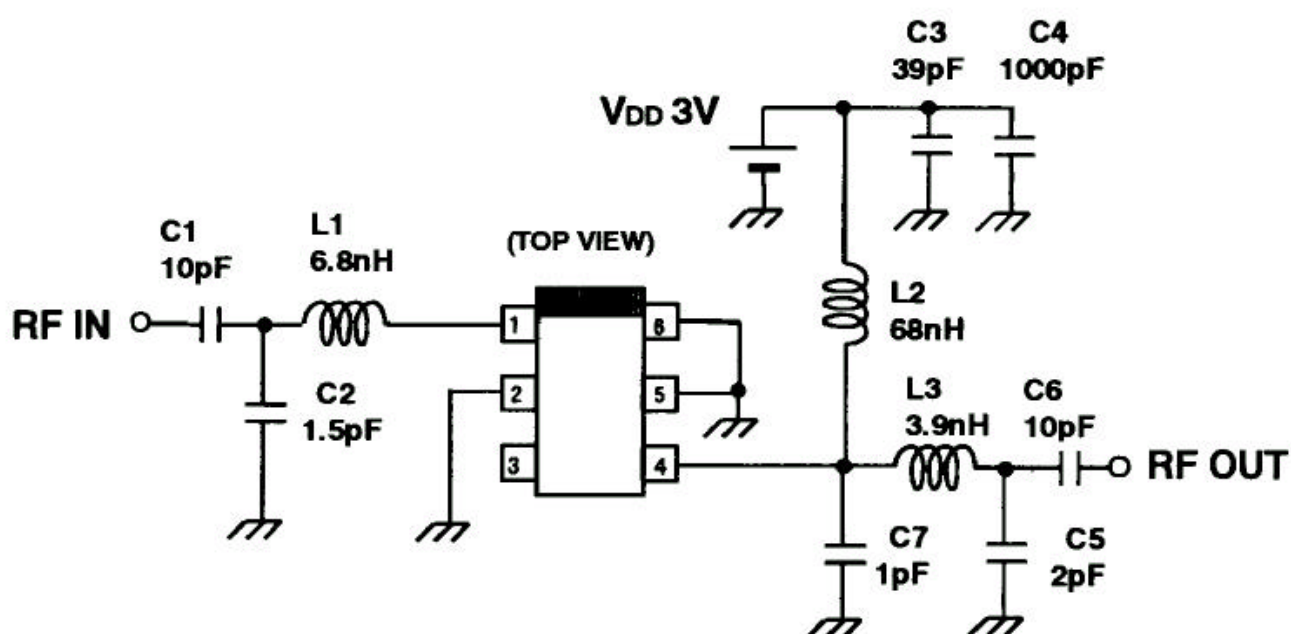 C3
39pF
C4
1000pF
VDD 3V
C1
10pF
L1
6.8nH
(TOP VIEW)
L2
68nH
RF IN
1
6
C2
1.5pF
2
5
L3
3.9nH
C6
10pF
3
4
RF OUT
C7
1pF
C5
2pF